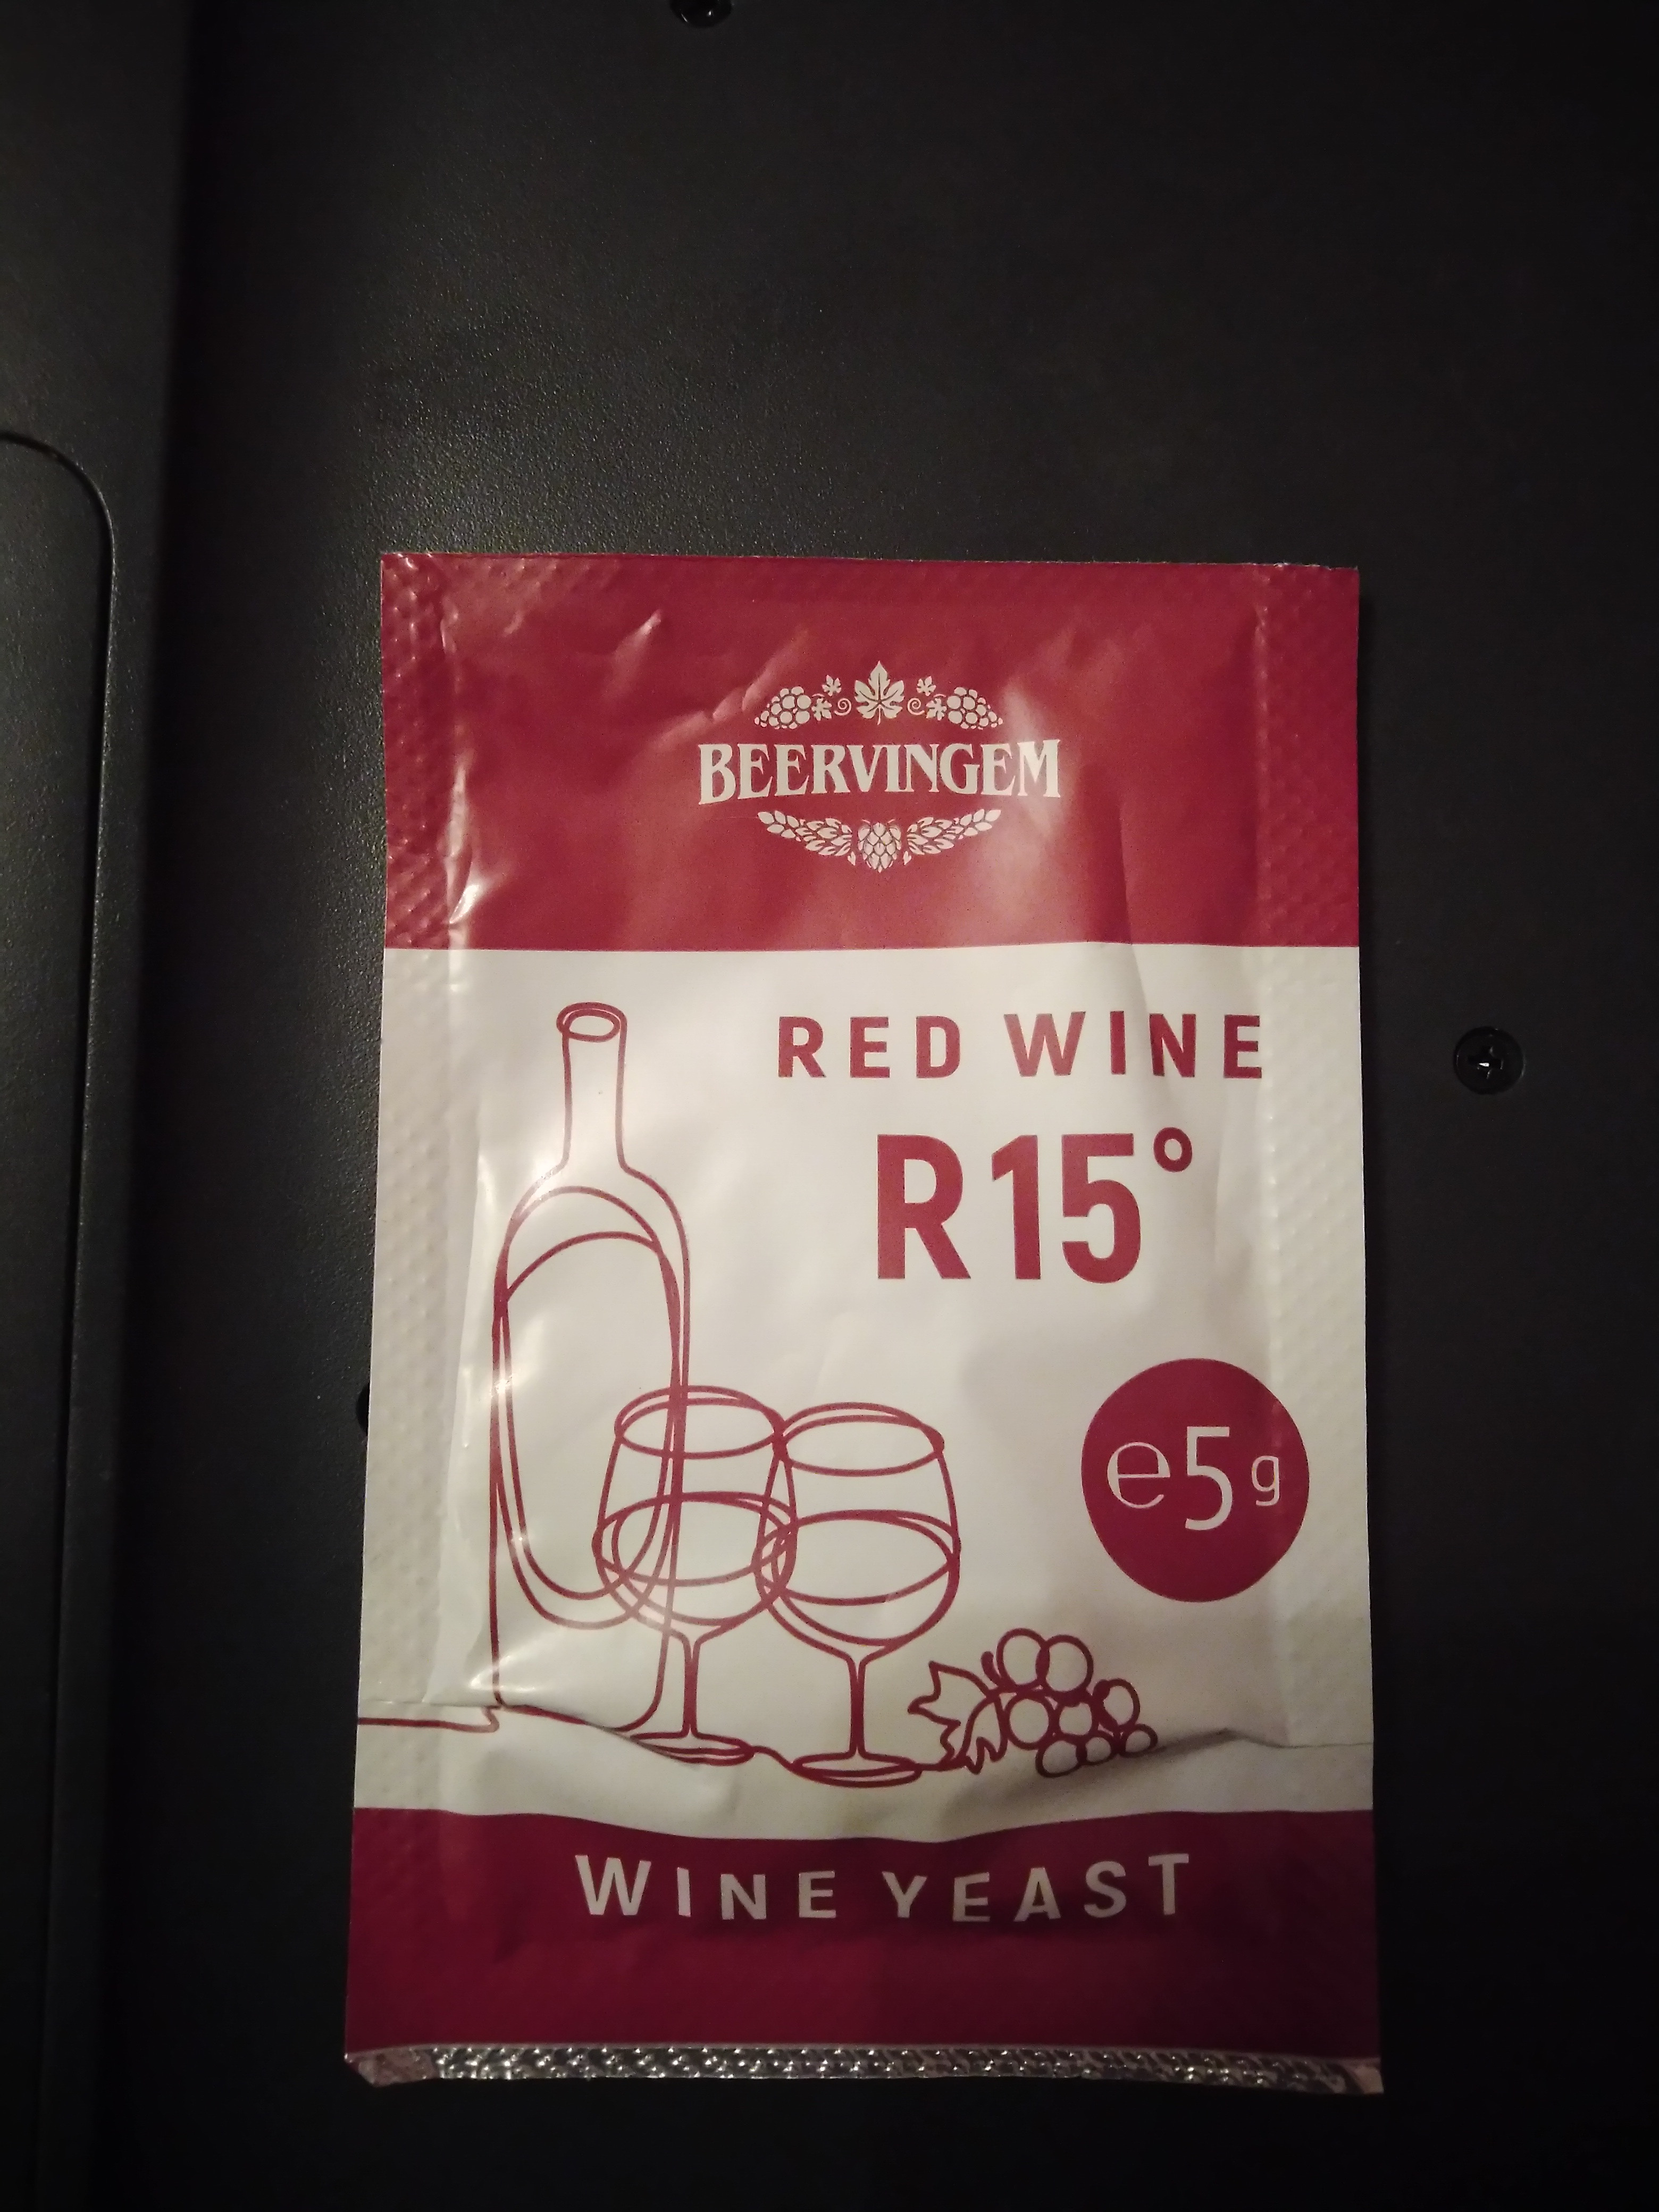 BEERVINGEM
RED WINE
R15°
℮5g
WINE YEAST